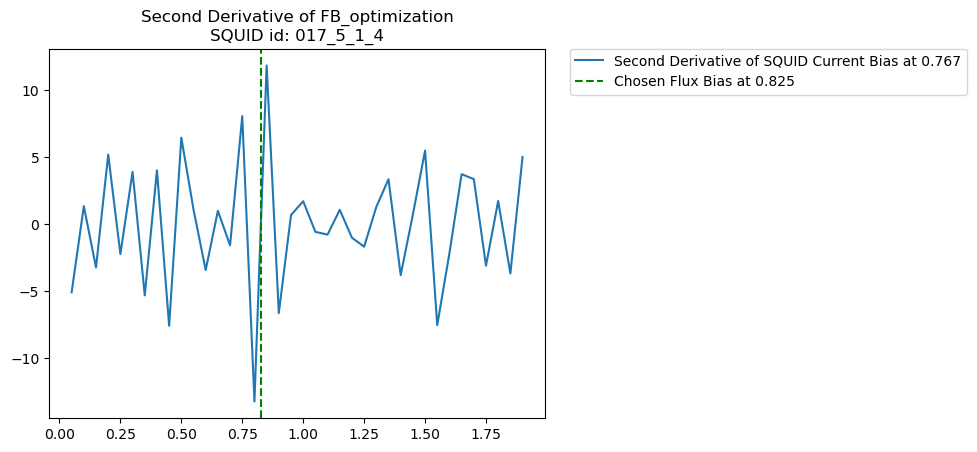 Second Derivative of FB_optimization
SQUID id: 017_5_1_4
Second Derivative of SQUID Current Bias at 0.767
Chosen Flux Bias at 0.825
10
5
0
−5
−10
0.00 0.25 0.50 0.75 1.00 1.25 1.50 1.75